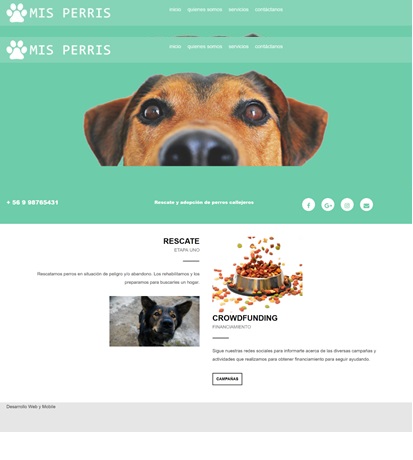 MIS PERRIS
inicio quienes somos servicios contáctanos
MIS PERRIS
inicio quienes somos servicios contáctanos
+ 56 9 98765431
Rescate y adopción de perros callejeros
RESCATE
ETAPA UNO
Rescatamos perros en situación de peligro y/o abandono. Los rehabilitamos y los
preparamos para buscarles un hogar.
CROWDFUNDING
FINANCIAMIENTO
Sigue nuestras redes sociales para informarte acerca de las diversas campañas y
actividades que realizamos para obtener financiamiento para seguir ayudando.
CAMPAÑAS
Desarrollo Web y Mobile